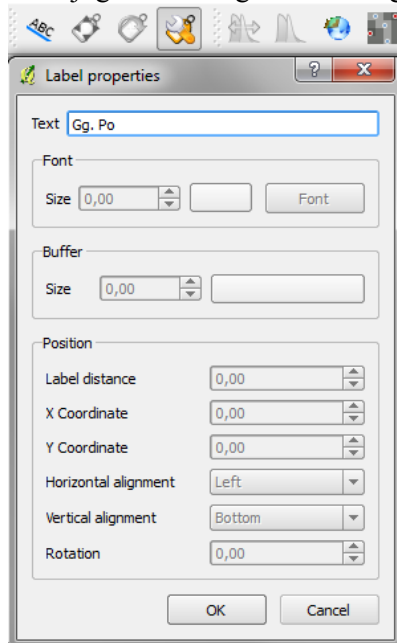 ABC
Label properties
Text Gg. Po
Font
Size 0,00 Font
Buffer
Size 0,00
Position
Label distance 0,00
X Coordinate 0,00
Y Coordinate 0,00
Horizontal alignment Left
Vertical alignment Bottom
Rotation 0,00
OK Cancel